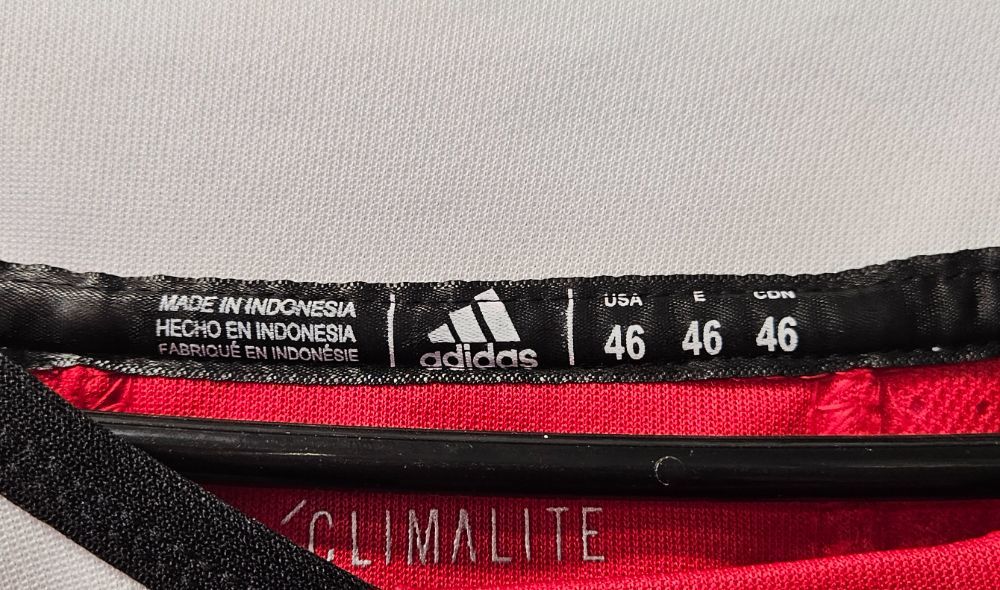 MADE IN INDONESIA
HECHO EN INDONESIA
FABRIQUÉ EN INDONÉSIE
adidas
USA E CDN
46 46 46
CLIMALITE